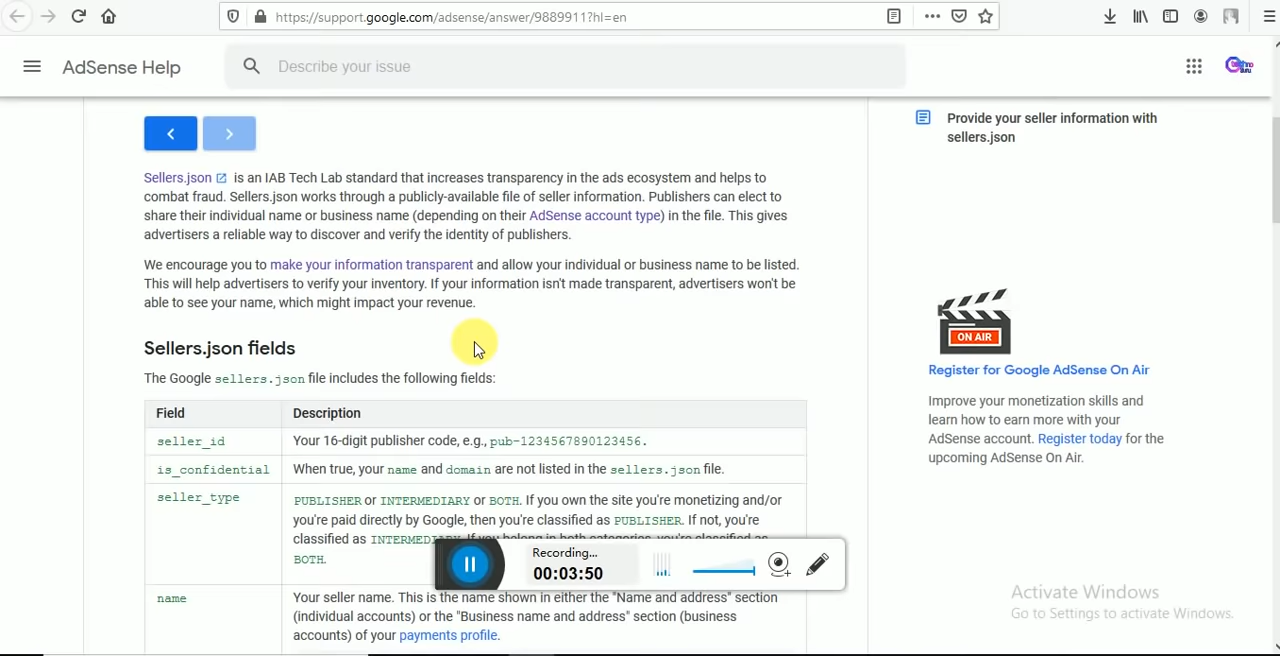 https://support.google.com/adsense/answer/9889911?hl=en
AdSense Help
Describe your issue
Provide your seller information with
sellers.json
Sellers.json is an IAB Tech Lab standard that increases transparency in the ads ecosystem and helps to
combat fraud. Sellers.json works through a publicly-available file of seller information. Publishers can elect to
share their individual name or business name (depending on their AdSense account type) in the file. This gives
advertisers a reliable way to discover and verify the identity of publishers.
We encourage you to make your information transparent and allow your individual or business name to be listed.
This will help advertisers to verify your inventory. If your information isn't made transparent, advertisers won't be
able to see your name, which might impact your revenue.
ON AIR
Register for Google AdSense On Air
Improve your monetization skills and
learn how to earn more with your
AdSense account. Register today for the
upcoming AdSense On Air.
Sellers.json fields
The Google sellers.json file includes the following fields:
Field Description
seller_id Your 16-digit publisher code, e.g., pub-1234567890123456.
is_confidential When true, your name and domain are not listed in the sellers.json file.
seller_type PUBLISHER or INTERMEDIARY or BOTH. If you own the site you're monetizing and/or
you're paid directly by Google, then you're classified as PUBLISHER. If not, you're
classified as INTERMEDIARY. If you belong in both categories, you're classified as
BOTH.
name Your seller name. This is the name shown in either the "Name and address" section
(individual accounts) or the "Business name and address" section (business
accounts) of your payments profile.
Recording...
00:03:50
Activate Windows
Go to Settings to activate Windows.